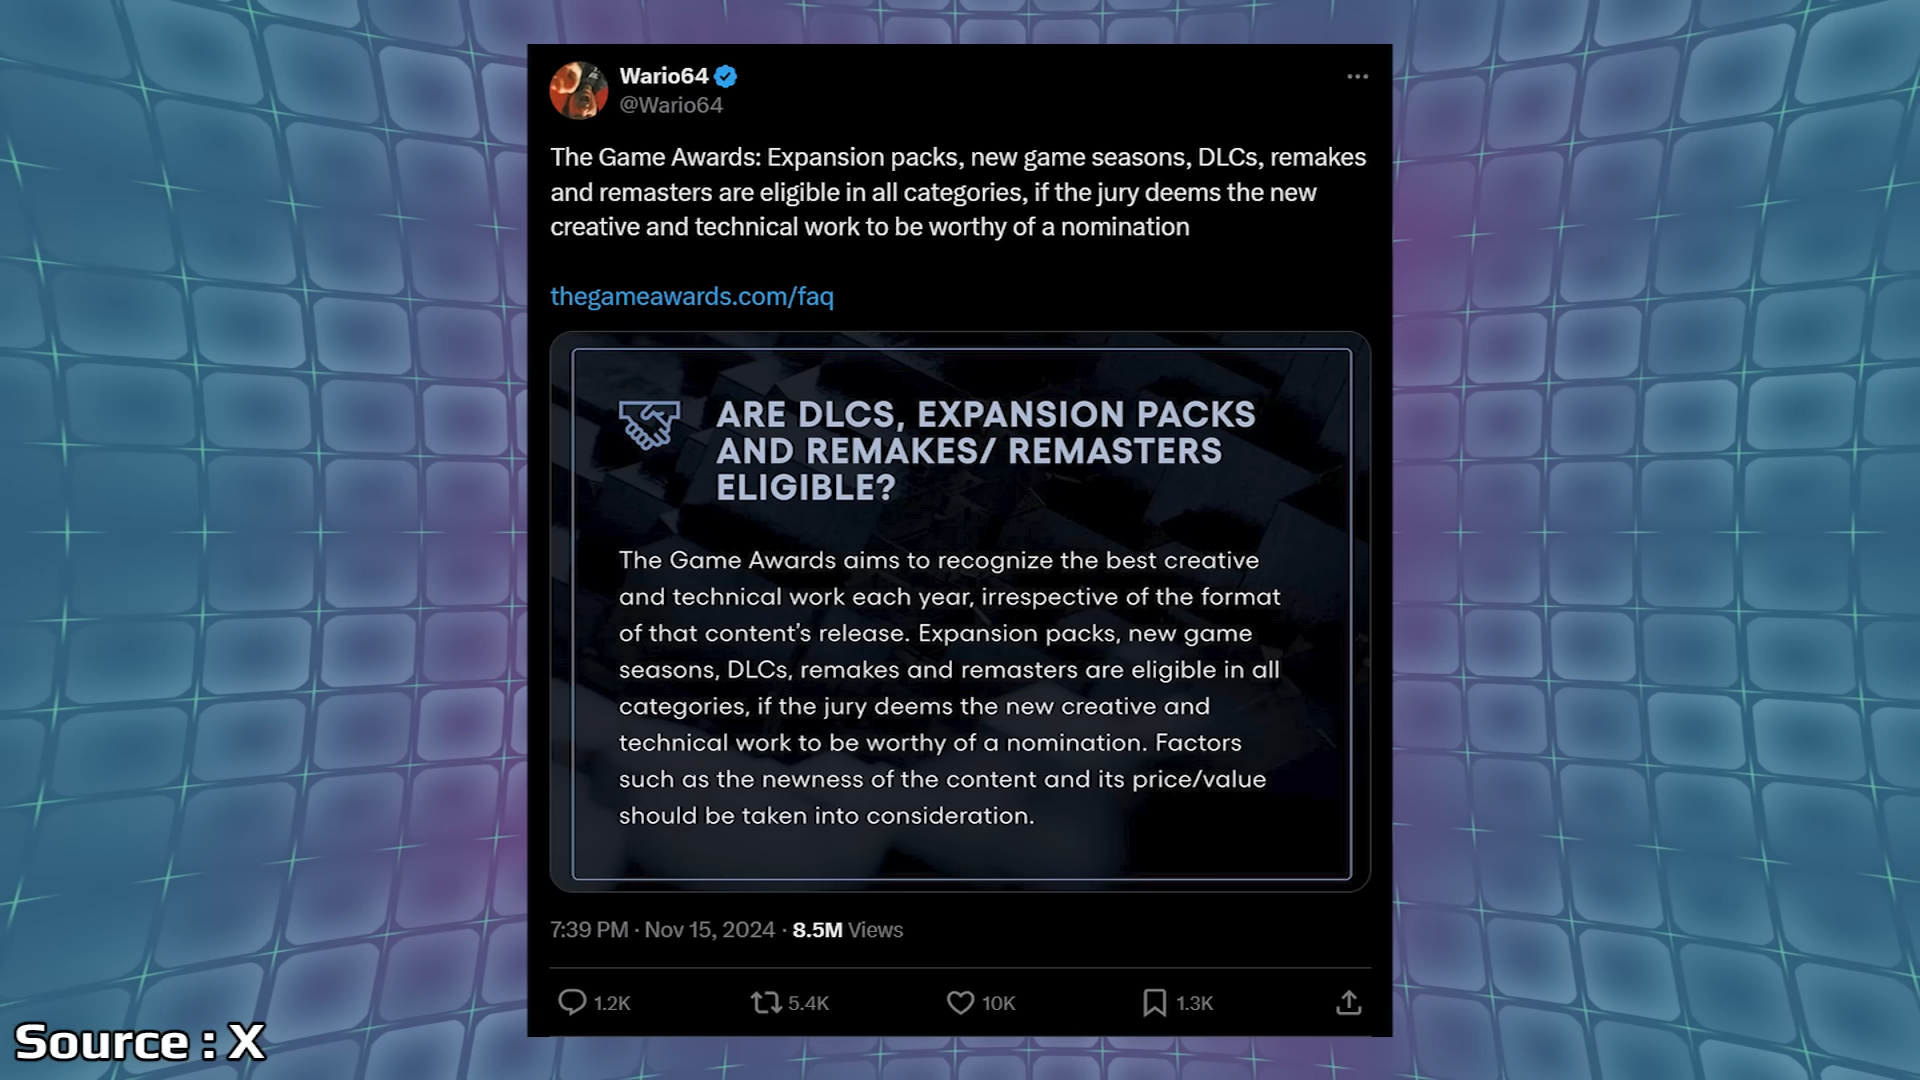 Wario64
@Wario64
The Game Awards: Expansion packs, new game seasons, DLCs, remakes
and remasters are eligible in all categories, if the jury deems the new
creative and technical work to be worthy of a nomination
thegameawards.com/faq
ARE DLCS, EXPANSION PACKS
AND REMAKES/ REMASTERS
ELIGIBLE?
The Game Awards aims to recognize the best creative
and technical work each year, irrespective of the format
of that content's release. Expansion packs, new game
seasons, DLCs, remakes and remasters are eligible in all
categories, if the jury deems the new creative and
technical work to be worthy of a nomination. Factors
such as the newness of the content and its price/value
should be taken into consideration.
7:39 PM · Nov 15, 2024 · 8.5M Views
1.2K 5.4K 10K 1.3K
Source : X